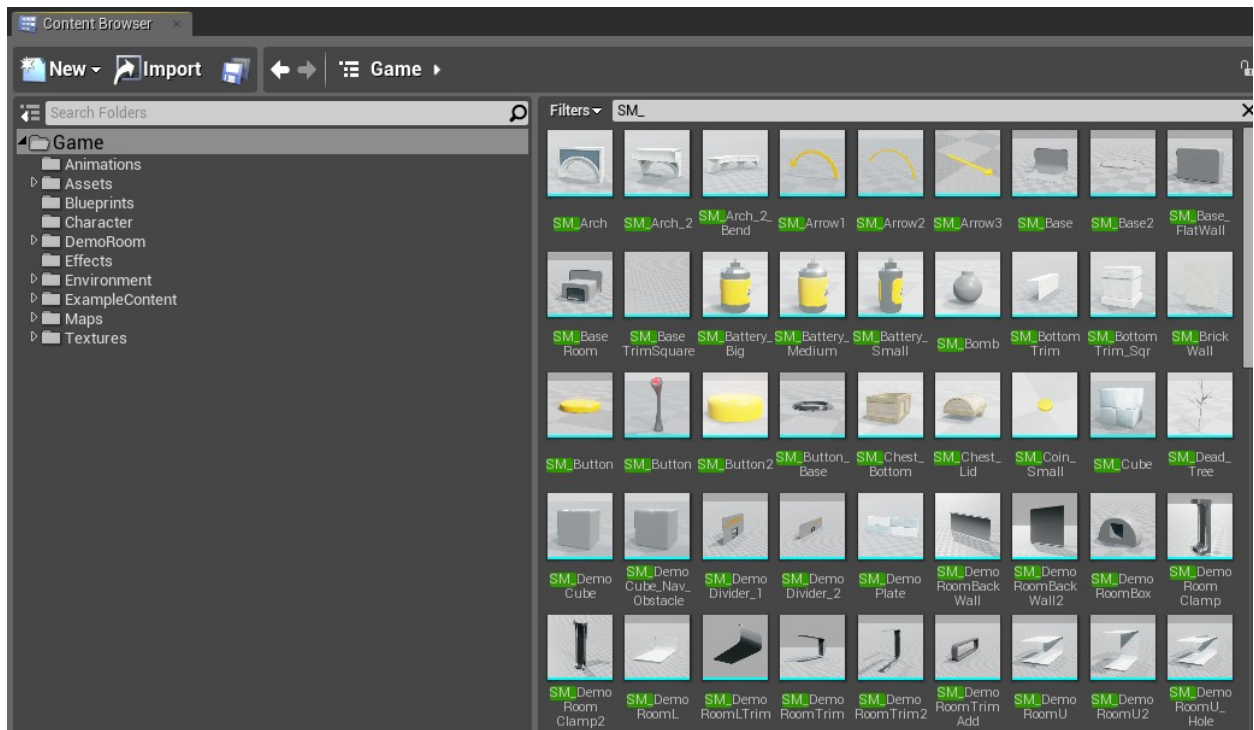 Content Browser
New
Import
Game
Search Folders
Filters
SM_
Game
Animations
Assets
Blueprints
Character
DemoRoom
Effects
Environment
ExampleContent
Maps
Textures
SM_Arch
SM_Arch_2
SM_Arch_2_
Bend
SM_Arrow1
SM_Arrow2
SM_Arrow3
SM_Base
SM_Base2
SM_Base_
FlatWall
SM_Base
Room
SM_Base
TrimSquare
SM_Battery_
Big
SM_Battery_
Medium
SM_Battery_
Small
SM_Bomb
SM_Bottom
Trim
SM_Bottom
Trim_Sqr
SM_Brick
Wall
SM_Button
SM_Button
SM_Button2
SM_Button_
Base
SM_Chest_
Bottom
SM_Chest_
Lid
SM_Coin_
Small
SM_Cube
SM_Dead_
Tree
SM_Demo
Cube
SM_Demo
Cube_Nav_
Obstacle
SM_Demo
Divider_1
SM_Demo
Divider_2
SM_Demo
Plate
SM_Demo
RoomBack
Wall
SM_Demo
RoomBack
Wall2
SM_Demo
RoomBox
SM_Demo
Room
Clamp
SM_Demo
Room
Clamp2
SM_Demo
RoomL
SM_Demo
RoomLTrim
SM_Demo
RoomTrim
SM_Demo
RoomTrim2
SM_Demo
RoomTrim
Add
SM_Demo
RoomU
SM_Demo
RoomU2
SM_Demo
RoomU_
Hole